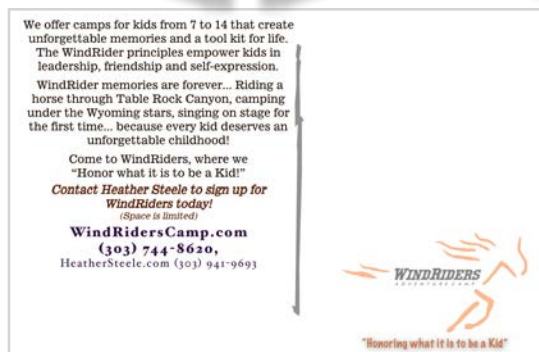 We offer camps for kids from 7 to 14 that create
unforgettable memories and a tool kit for life.
The WindRider principles empower kids in
leadership, friendship and self-expression.
WindRider memories are forever... Riding a
horse through Table Rock Canyon, camping
under the Wyoming stars, singing on stage for
the first time... because every kid deserves an
unforgettable childhood!
Come to WindRiders, where we
“Honor what it is to be a Kid!”
Contact Heather Steele to sign up for
WindRiders today!
(Space is limited)
WindRidersCamp.com
(303) 744-8620,
HeatherSteele.com (303) 941-9693
WINDRIDERS
ADVENTURE CAMP
"Honoring what it is to be a Kid"